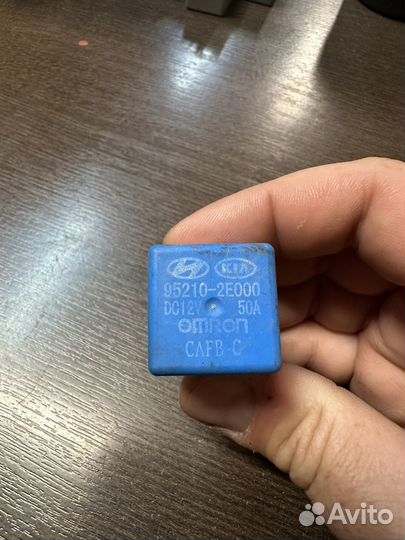 KIA
95210-2E000
DC12V 50A
omron
CAFB-C
Avito